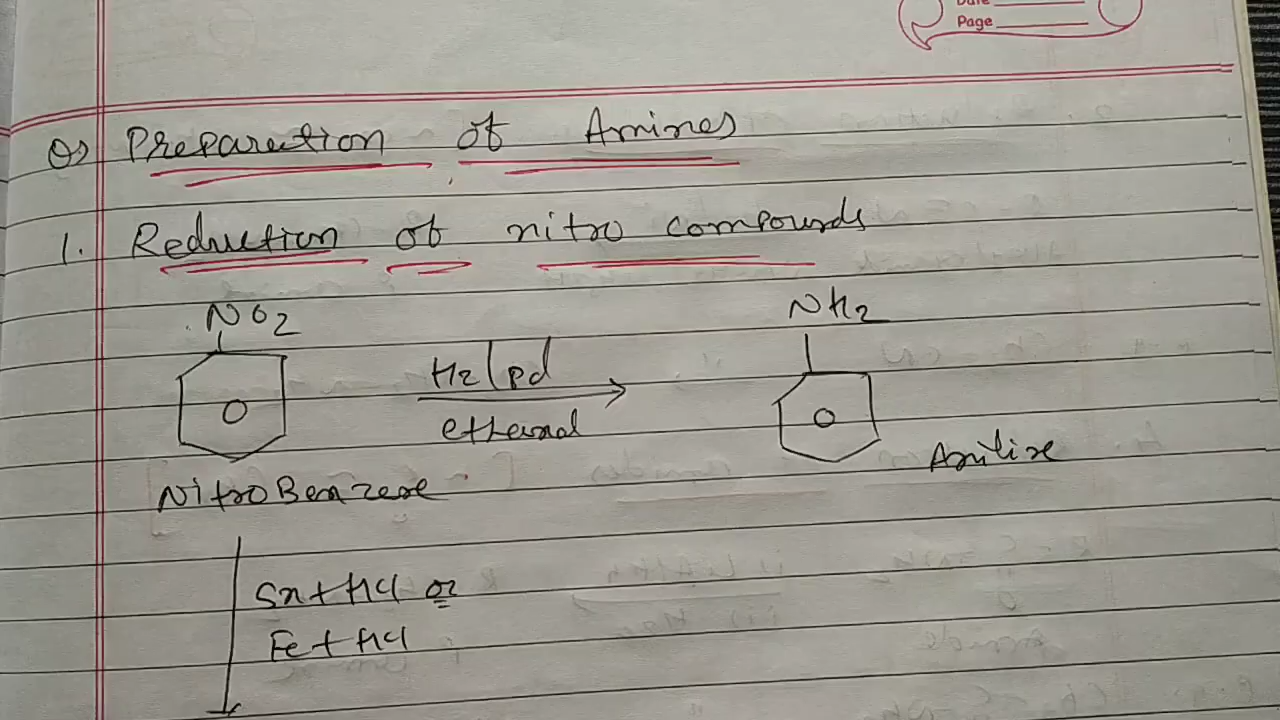 Date
Page
Q) Preparation of Amines
1. Reduction of nitro compounds
NO2
NH2
H2/pd
ethanol
Aniline
NitroBenzene
Sn+HCl or
Fe+HCl